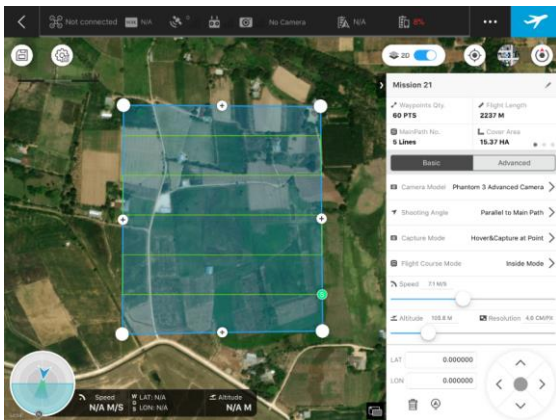 Not connected N/A No Camera N/A 8%
2D
Mission 21
Waypoints Qty. Flight Length
60 PTS 2237 M
MainPath No. Cover Area
5 Lines 15.37 HA
Basic Advanced
Camera Model Phantom 3 Advanced Camera
Shooting Angle Parallel to Main Path
Capture Mode Hover&Capture at Point
Flight Course Mode Inside Mode
Speed 7.1 M/S
S
Altitude 105.8 M Resolution 4.6 CM/PX
LAT 0.000000
LON 0.000000
Speed WGS LAT: N/A Altitude
N/A M/S LON: N/A N/A M